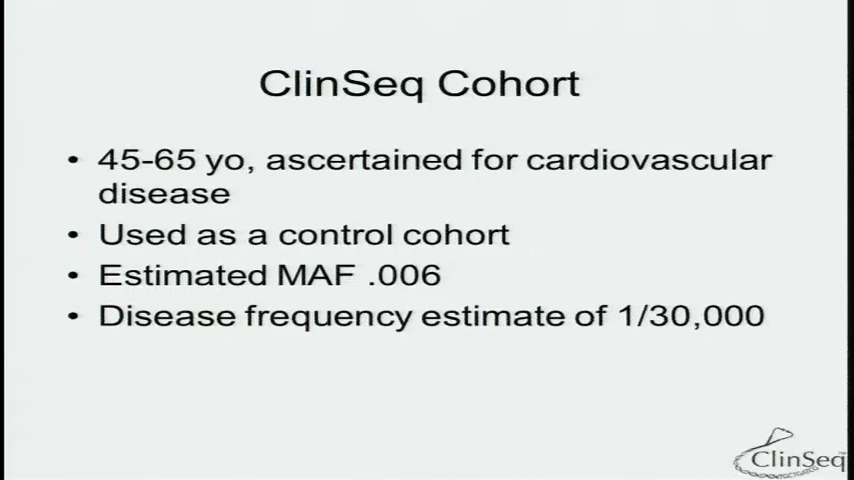 ClinSeq Cohort
• 45-65 yo, ascertained for cardiovascular
disease
• Used as a control cohort
• Estimated MAF .006
• Disease frequency estimate of 1/30,000
ClinSeq